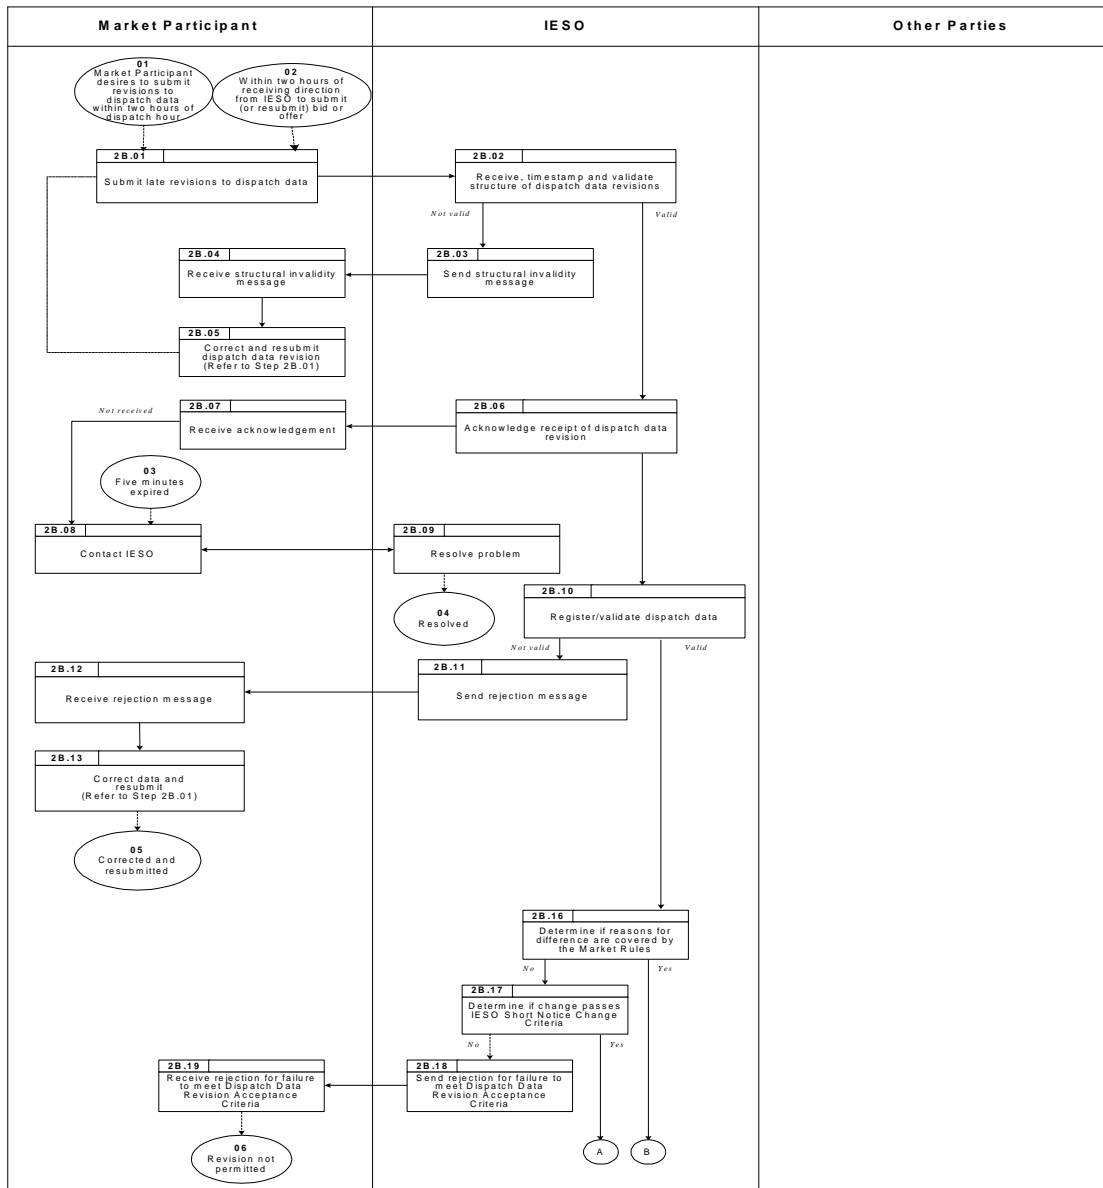 Market Participant
IESO
Other Parties
01
Market Participant
desires to submit
revisions to
dispatch data
within two hours of
dispatch hour
02
Within two hours of
receiving direction
from IESO to submit
(or resubmit) bid or
offer
2B.01
Submit late revisions to dispatch data
2B.02
Receive, timestamp and validate
structure of dispatch data revisions
Not valid
Valid
2B.04
Receive structural invalidity
message
2B.03
Send structural invalidity
message
2B.05
Correct and resubmit
dispatch data revision
(Refer to Step 2B.01)
Not received
2B.07
Receive acknowledgement
2B.06
Acknowledge receipt of dispatch data
revision
03
Five minutes
expired
2B.08
Contact IESO
2B.09
Resolve problem
04
Resolved
2B.10
Register/validate dispatch data
Not valid
Valid
2B.12
Receive rejection message
2B.11
Send rejection message
2B.13
Correct data and
resubmit
(Refer to Step 2B.01)
05
Corrected and
resubmitted
2B.16
Determine if reasons for
difference are covered by
the Market Rules
No
Yes
2B.17
Determine if change passes
IESO Short Notice Change
Criteria
No
Yes
2B.19
Receive rejection for failure
to meet Dispatch Data
Revision Acceptance
Criteria
2B.18
Send rejection for failure to
meet Dispatch Data
Revision Acceptance
Criteria
06
Revision not
permitted
A
B